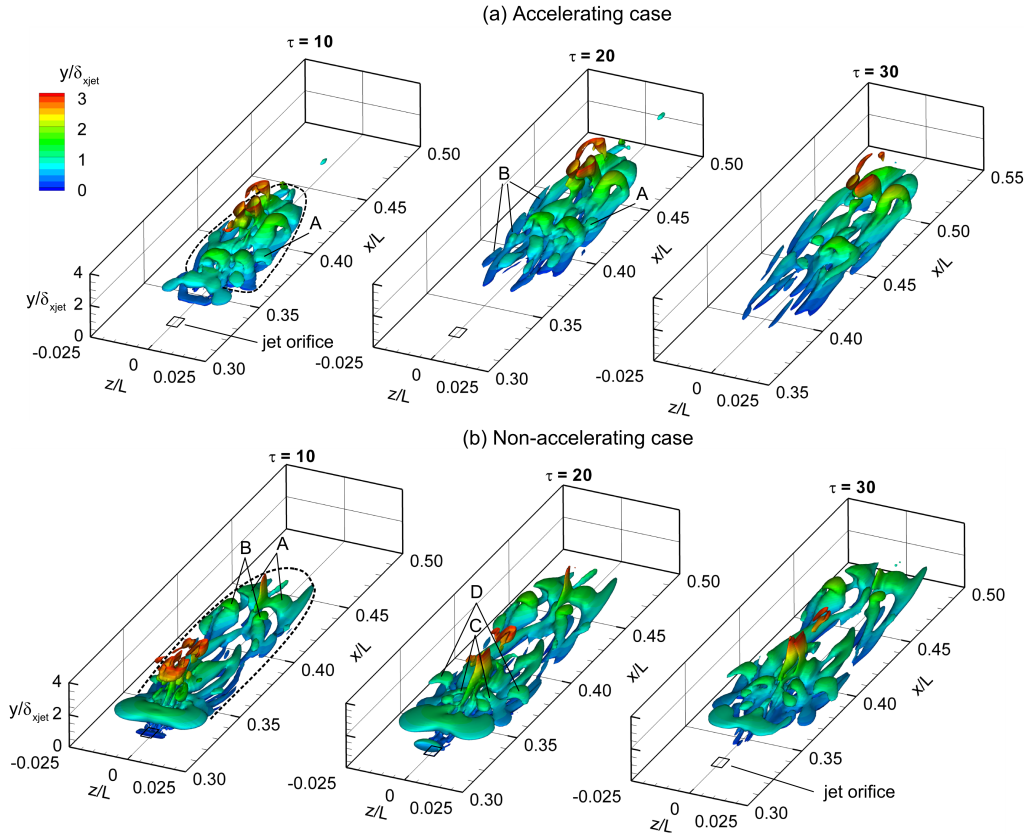 (a) Accelerating case
τ = 10
τ = 20
τ = 30
y/δxjet
3
2
1
0
0.50
0.45
0.40
0.35
0.30
x/L
A
4
2
0
y/δxjet
-0.025
0
0.025
z/L
jet orifice
B
A
0.50
0.45
0.40
0.35
0.30
x/L
-0.025
0
0.025
z/L
0.55
0.50
0.45
0.40
0.35
x/L
-0.025
0
0.025
z/L
(b) Non-accelerating case
τ = 10
τ = 20
τ = 30
B
A
0.50
0.45
0.40
0.35
0.30
x/L
4
2
0
y/δxjet
-0.025
0
0.025
z/L
D
C
0.50
0.45
0.40
0.35
0.30
x/L
-0.025
0
0.025
z/L
0.50
0.45
0.40
0.35
0.30
x/L
jet orifice
-0.025
0
0.025
z/L